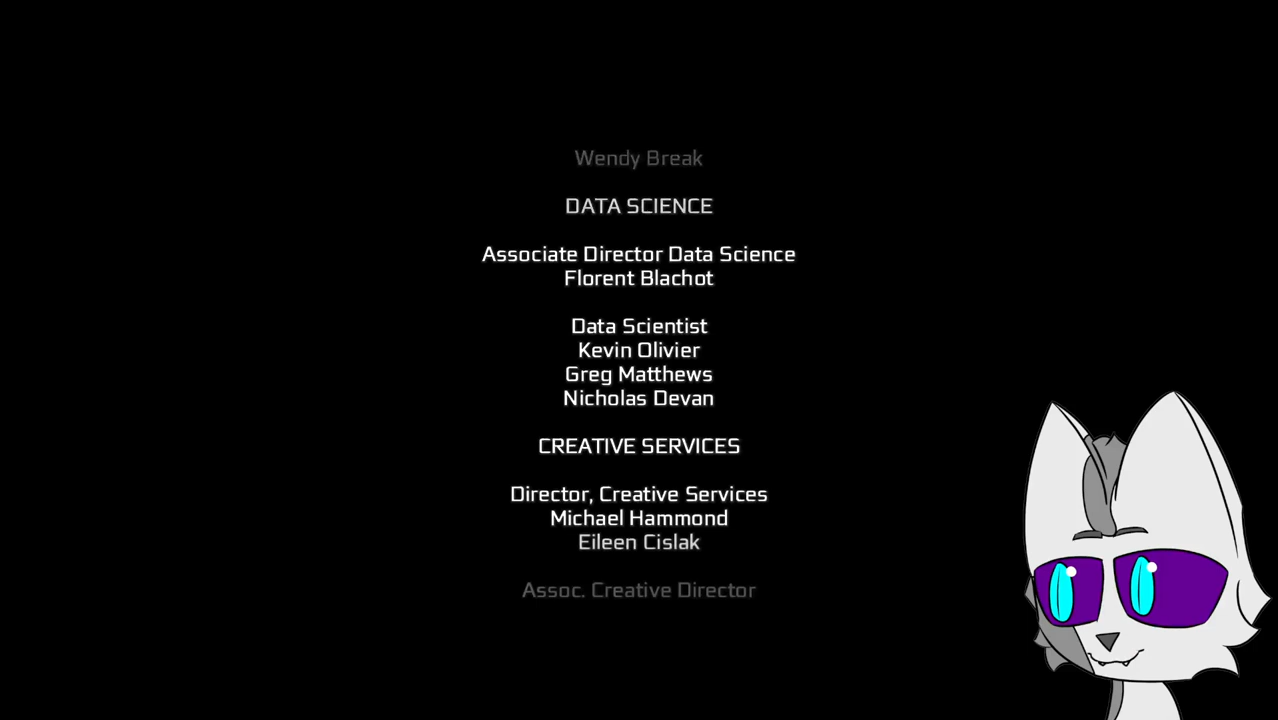 Wendy Break
DATA SCIENCE
Associate Director Data Science
Florent Blachot
Data Scientist
Kevin Olivier
Greg Matthews
Nicholas Devan
CREATIVE SERVICES
Director, Creative Services
Michael Hammond
Eileen Cislak
Assoc. Creative Director